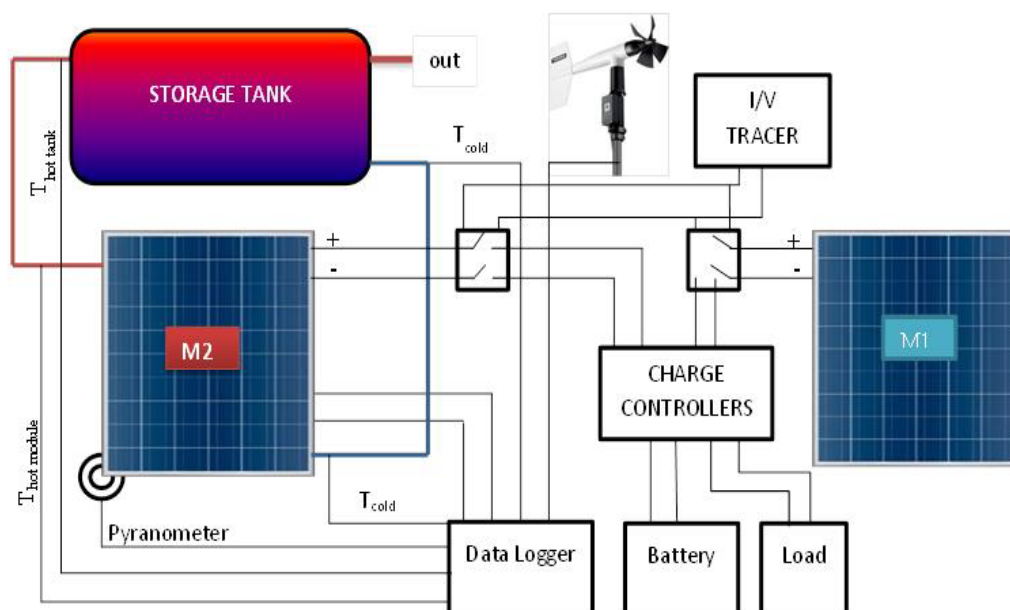 out
STORAGE TANK
I/V
TRACER
T cold
T hot tank
+
-
+
-
M2
M1
CHARGE
CONTROLLERS
T hot module
T cold
Pyranometer
Data Logger
Battery
Load